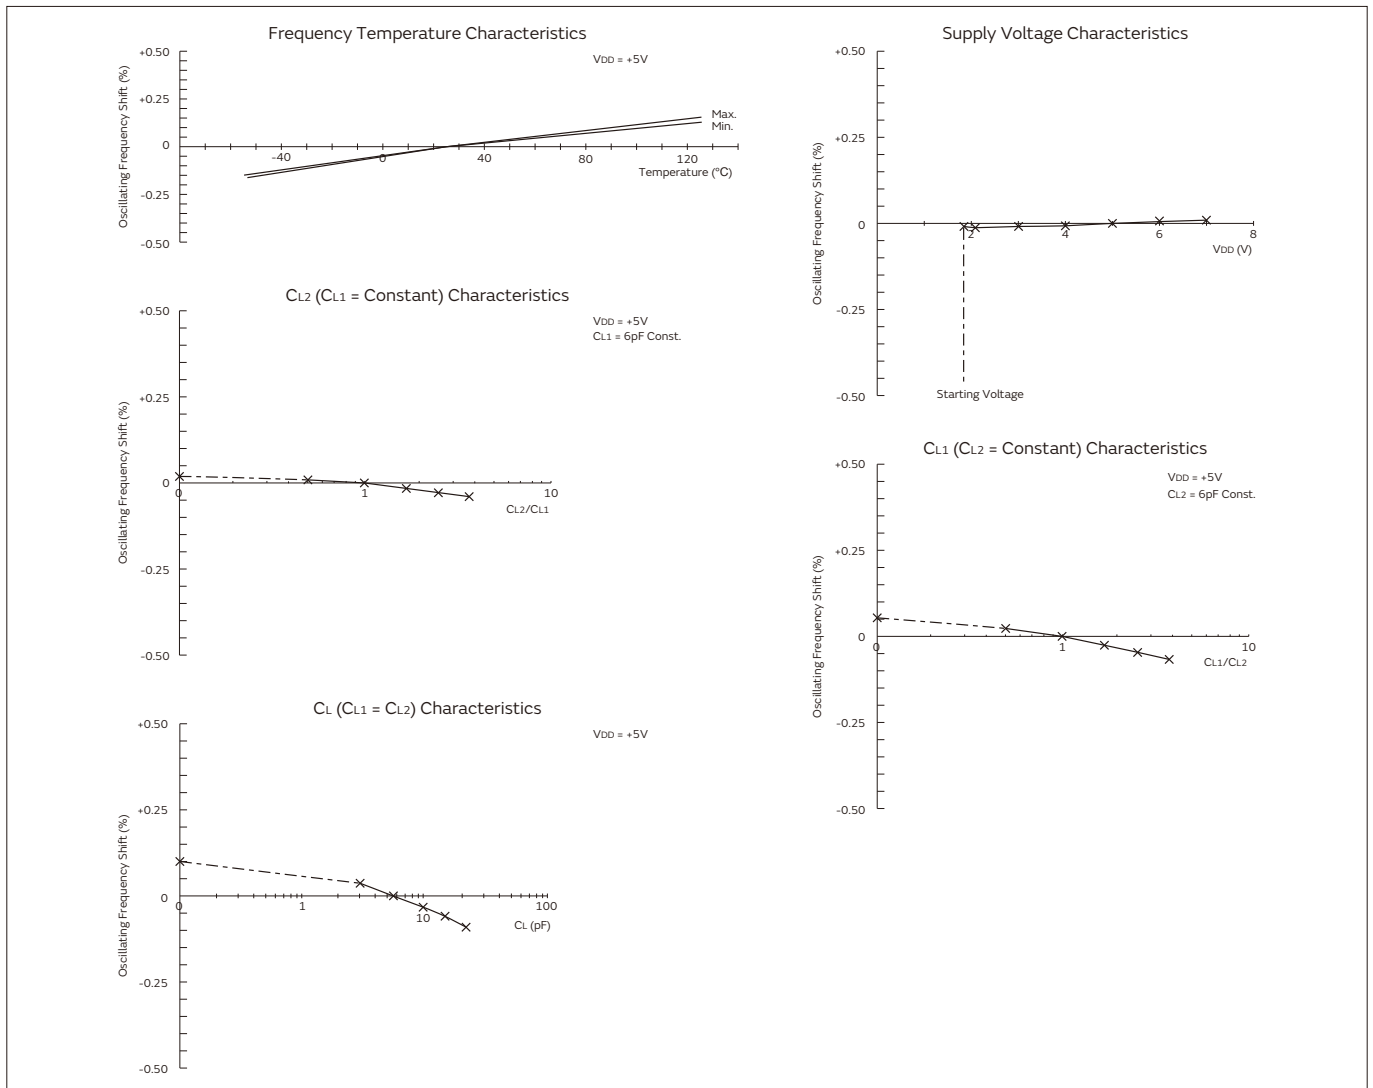 Frequency Temperature Characteristics
VDD = +5V
+0.50
+0.25
0
-0.25
-0.50
Oscillating Frequency Shift (%)
-40
0
40
80
120
Temperature (°C)
Max.
Min.
Supply Voltage Characteristics
+0.50
+0.25
0
-0.25
-0.50
Oscillating Frequency Shift (%)
2
4
6
8
VDD (V)
Starting Voltage
CL2 (CL1 = Constant) Characteristics
VDD = +5V
CL1 = 6pF Const.
+0.50
+0.25
0
-0.25
-0.50
Oscillating Frequency Shift (%)
0
1
10
CL2/CL1
CL1 (CL2 = Constant) Characteristics
VDD = +5V
CL2 = 6pF Const.
+0.50
+0.25
0
-0.25
-0.50
Oscillating Frequency Shift (%)
0
1
10
CL1/CL2
CL (CL1 = CL2) Characteristics
VDD = +5V
+0.50
+0.25
0
-0.25
-0.50
Oscillating Frequency Shift (%)
0
1
10
100
CL (pF)